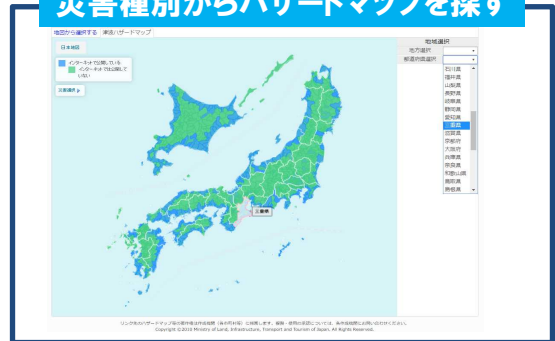 災害種別からハザードマップを探す
地図から選択する 津波ハザードマップ
日本地図
インターネットで公開している
インターネットで公開して
いない
三重選択
地域選択
地方選択
都道府県選択
石川県
福井県
山梨県
長野県
岐阜県
静岡県
愛知県
三重県
滋賀県
京都府
大阪府
兵庫県
奈良県
和歌山県
鳥取県
島根県
三重県
Copyright ©2010 Ministry of Land, Infrastructure, Transport and Tourism of Japan. All Rights Reserved.